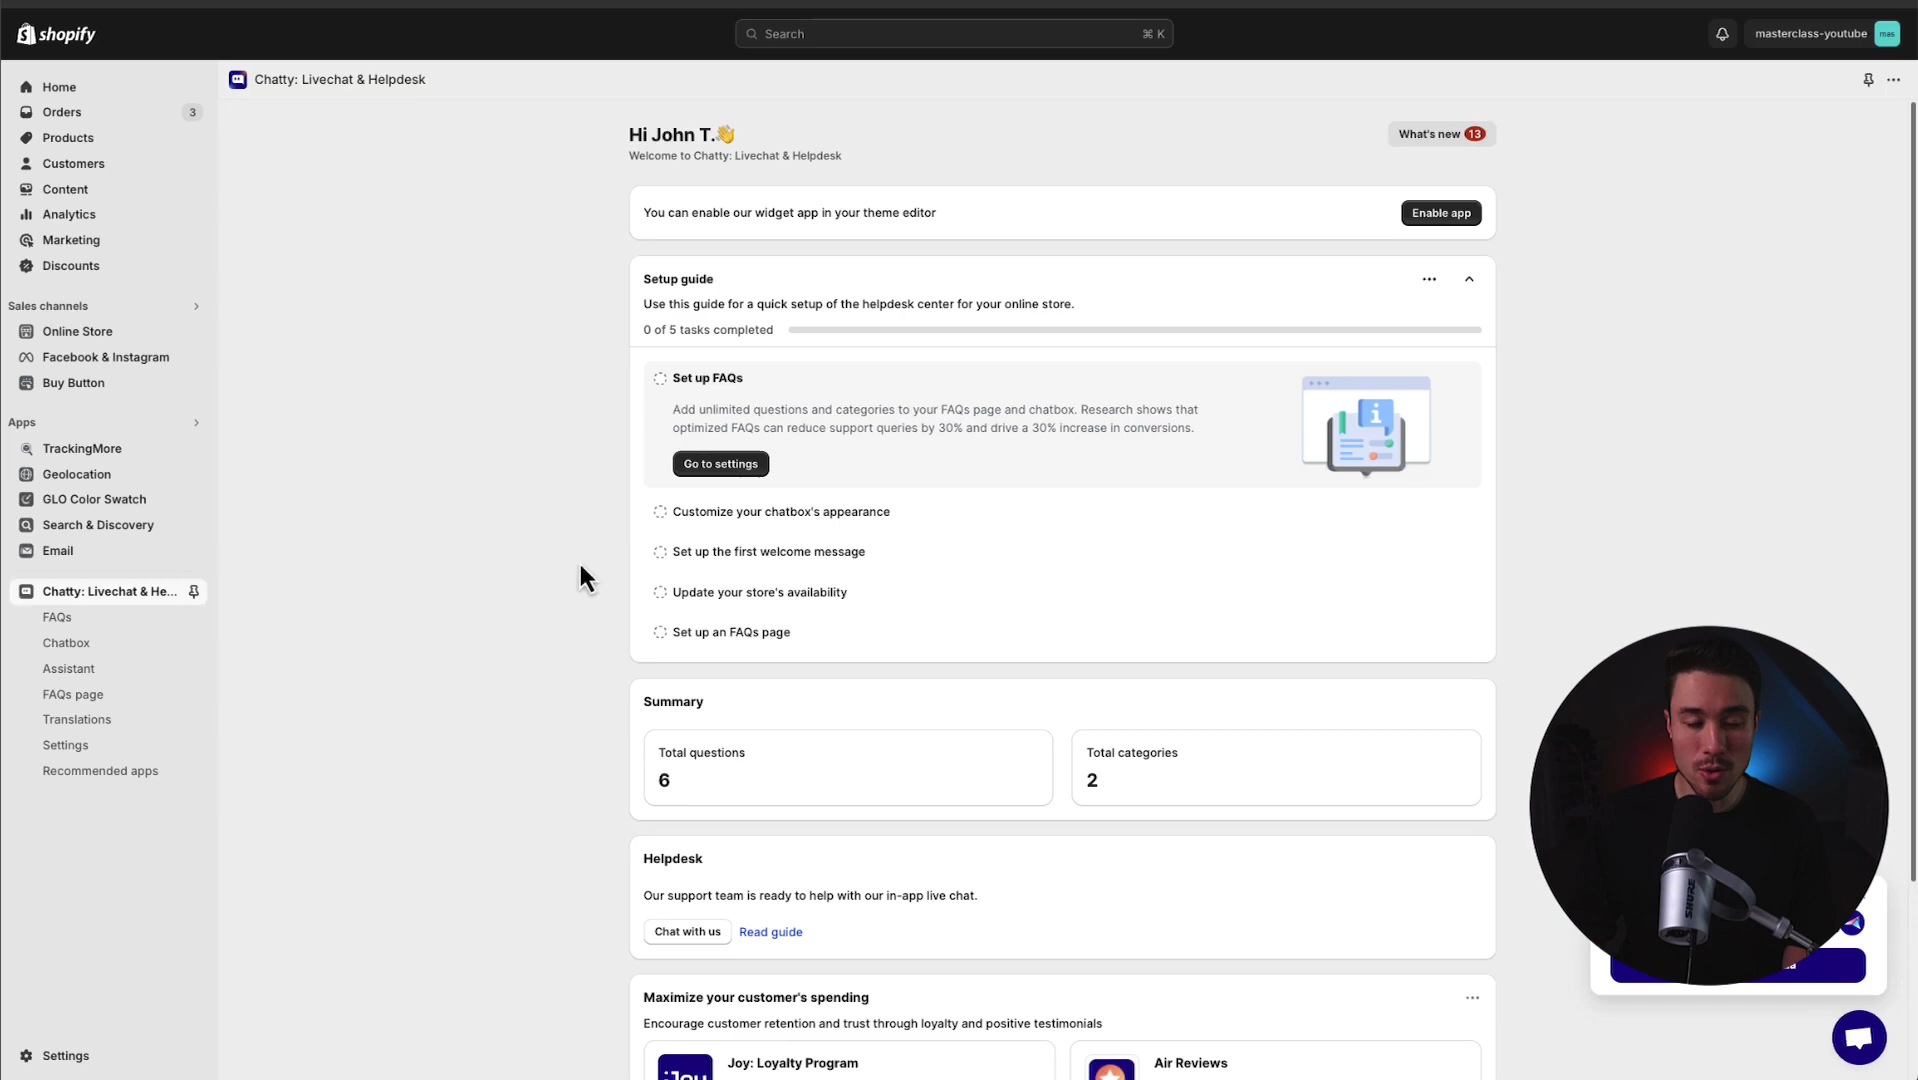 shopify
Search
⌘ K
masterclass-youtube
mas
Home
Orders
3
Products
Customers
Content
Analytics
Marketing
Discounts
Sales channels
Online Store
Facebook & Instagram
Buy Button
Apps
TrackingMore
Geolocation
GLO Color Swatch
Search & Discovery
Email
Chatty: Livechat & He...
FAQs
Chatbox
Assistant
FAQs page
Translations
Settings
Recommended apps
Settings
Chatty: Livechat & Helpdesk
Hi John T.👋
Welcome to Chatty: Livechat & Helpdesk
What's new 13
You can enable our widget app in your theme editor
Enable app
Setup guide
Use this guide for a quick setup of the helpdesk center for your online store.
0 of 5 tasks completed
Set up FAQs
Add unlimited questions and categories to your FAQs page and chatbox. Research shows that
optimized FAQs can reduce support queries by 30% and drive a 30% increase in conversions.
Go to settings
Customize your chatbox's appearance
Set up the first welcome message
Update your store's availability
Set up an FAQs page
Summary
Total questions
6
Total categories
2
Helpdesk
Our support team is ready to help with our in-app live chat.
Chat with us
Read guide
Maximize your customer's spending
Encourage customer retention and trust through loyalty and positive testimonials
Joy
Joy: Loyalty Program
Air Reviews
SHURE